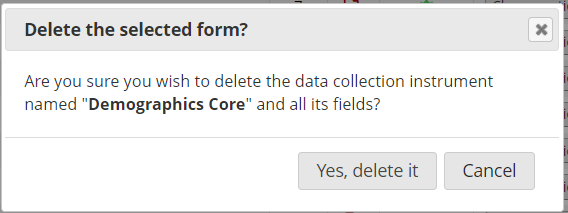 Delete the selected form?
Are you sure you wish to delete the data collection instrument
named "Demographics Core" and all its fields?
Yes, delete it
Cancel